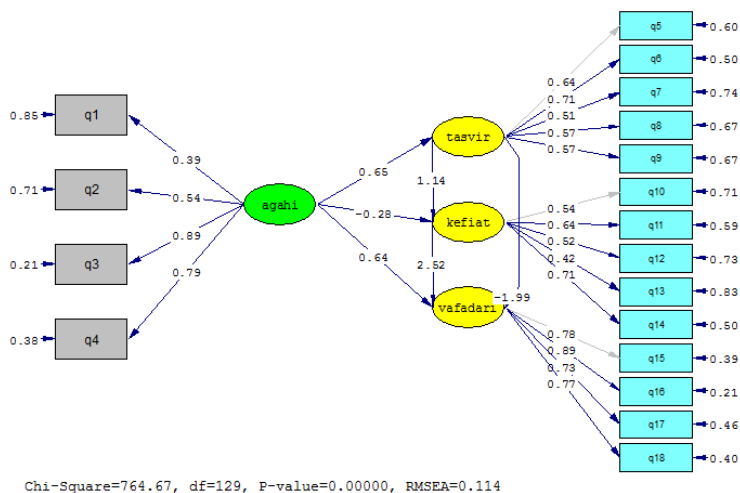 q5
0.60
q6
0.50
0.64
q7
0.74
0.71
0.85
q1
0.51
0.57
q8
0.67
tasvir
0.57
q9
0.67
0.39
0.65
1.14
q10
0.71
0.71
q2
0.54
0.54
agahi
-0.28
kefiat
0.64
q11
0.59
0.52
q12
0.73
0.89
0.42
0.21
q3
0.64
2.52
0.71
q13
0.83
0.79
-1.99
vafadari
q14
0.50
0.38
q4
0.78
q15
0.39
0.89
0.73
q16
0.21
0.77
q17
0.46
q18
0.40
Chi-Square=764.67, df=129, P-value=0.00000, RMSEA=0.114